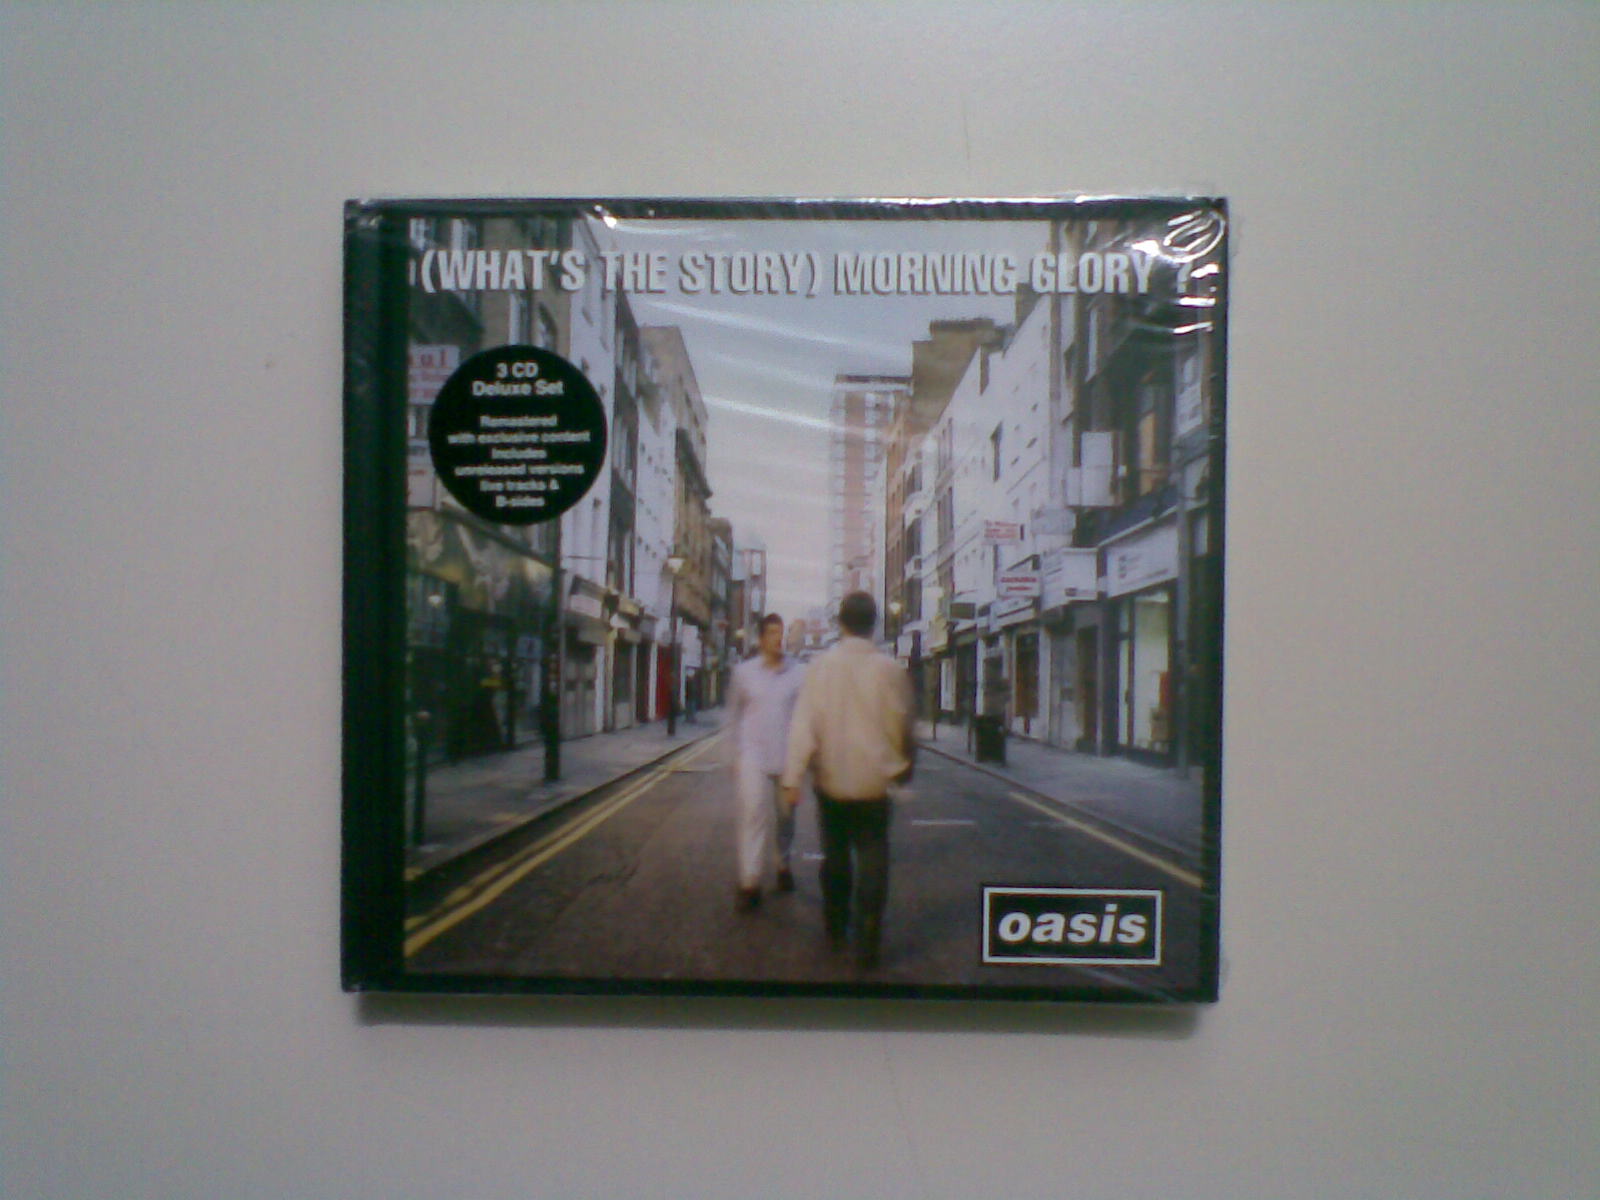 (WHAT'S THE STORY) MORNING GLORY ?
3 CD
Deluxe Set
Remastered
with exclusive content
Includes
unreleased versions
live tracks &
B-sides
oasis